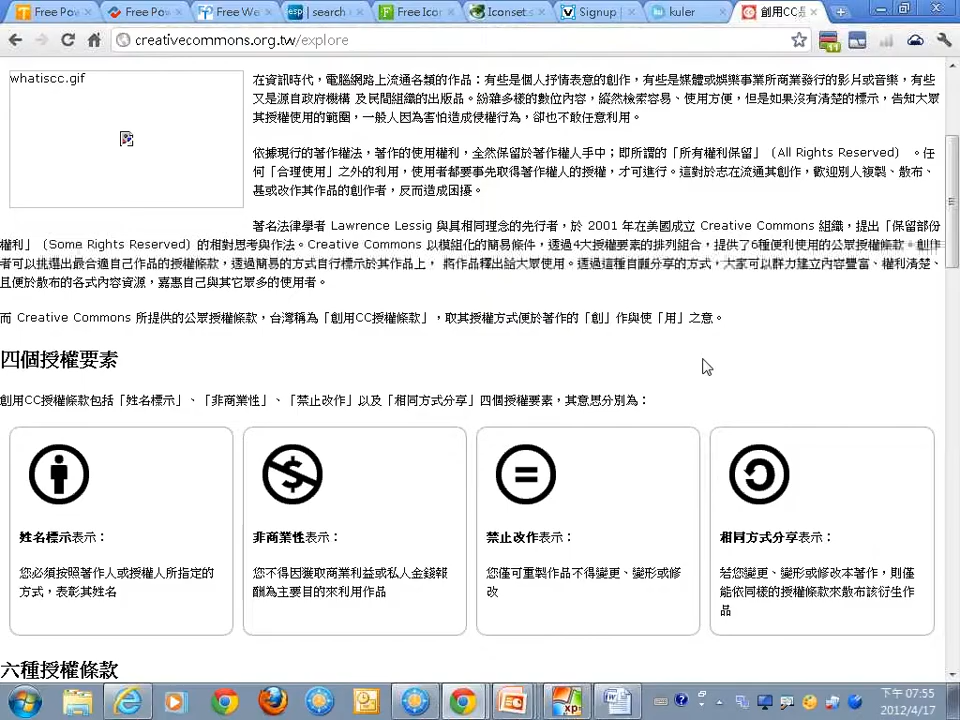 Free Pow
Free Pow
Free We
search
Free Icor
Iconset
Signup
kuler
創用CC是
creativecommons.org.tw/explore
whatiscc.gif
在資訊時代，電腦網路上流通各類的作品：有些是個人抒情表意的創作，有些是媒體或娛樂事業所商業發行的影片或音樂，有些
又是源自政府機構 及民間組織的出版品。紛雜多樣的數位內容，縱然檢索容易、使用方便，但是如果沒有清楚的標示，告知大眾
其授權使用的範圍，一般人因為害怕造成侵權行為，卻也不敢任意利用。
依據現行的著作權法，著作的使用權利，全然保留於著作權人手中；即所謂的「所有權利保留」（All Rights Reserved） 。任
何「合理使用」之外的利用，使用者都要事先取得著作權人的授權，才可進行。這對於志在流通其創作，歡迎別人複製、散布、
甚或改作其作品的創作者，反而造成困擾。
著名法律學者 Lawrence Lessig 與具相同理念的先行者，於 2001 年在美國成立 Creative Commons 組織，提出「保留部份
權利」（Some Rights Reserved）的相對思考與作法。Creative Commons 以模組化的簡易條件，透過4大授權要素的排列組合，提供了6種便利使用的公眾授權條款。創作
者可以挑選出最合適自己作品的授權條款，透過簡易的方式自行標示於其作品上， 將作品釋出給大眾使用。透過這種自願分享的方式，大家可以群力建立內容豐富、權利清楚、
且便於散布的各式內容資源，嘉惠自己與其它眾多的使用者。
而 Creative Commons 所提供的公眾授權條款，台灣稱為「創用CC授權條款」，取其授權方式便於著作的「創」作與使「用」之意。
四個授權要素
創用CC授權條款包括「姓名標示」、「非商業性」、「禁止改作」以及「相同方式分享」四個授權要素，其意思分別為：
姓名標示表示：
您必須按照著作人或授權人所指定的
方式，表彰其姓名
非商業性表示：
您不得因獲取商業利益或私人金錢報
酬為主要目的來利用作品
禁止改作表示：
您僅可重製作品不得變更、變形或修
改
相同方式分享表示：
若您變更、變形或修改本著作，則僅
能依同樣的授權條款來散布該衍生作
品
六種授權條款
下午 07:55
2012/4/17